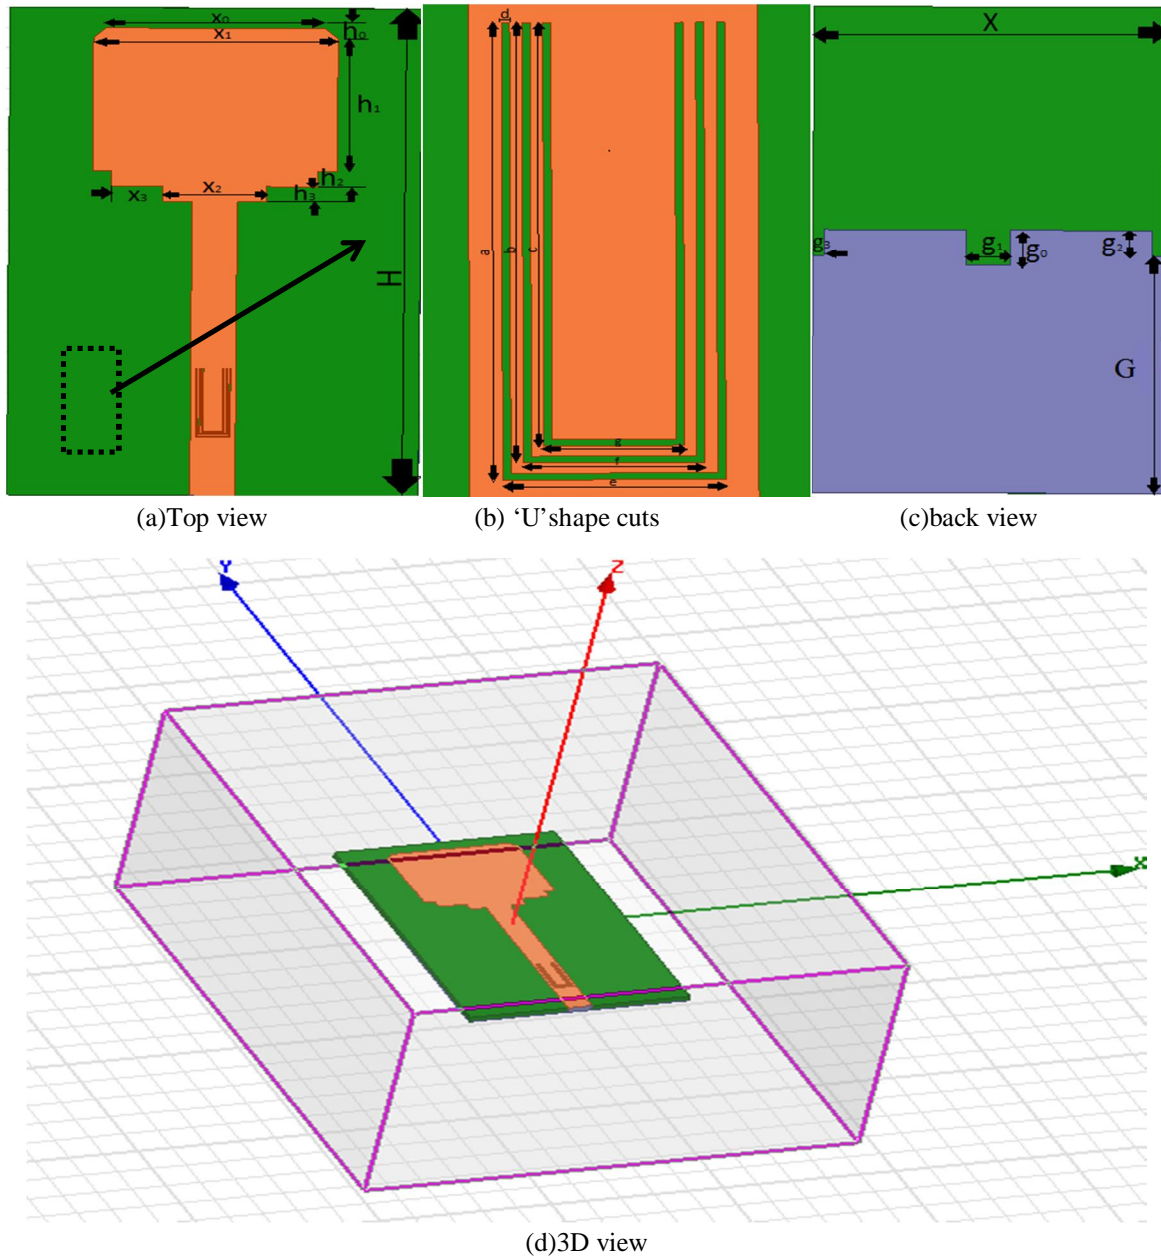 x₀
h₀
x₁
h₁
h₂
x₃
x₂
h₃
H
d
a
b
c
g
f
e
X
g₃
g₁
g₀
g₂
G
(a)Top view
(b) ‘U’shape cuts
(c)back view
Y
Z
X
(d)3D view